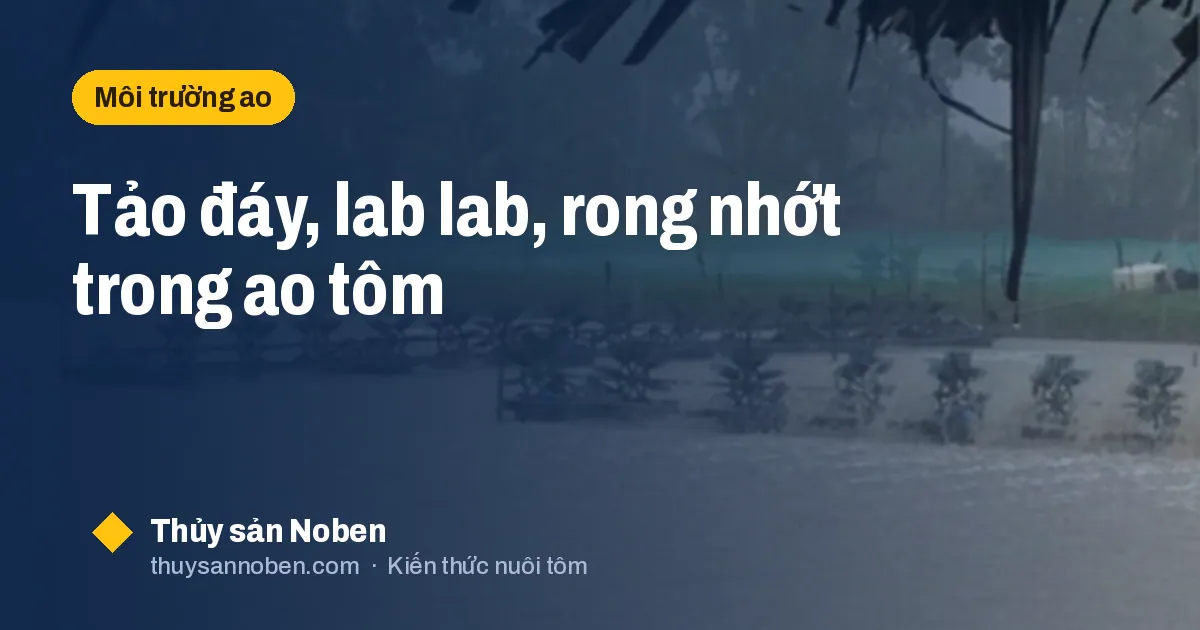 Môi trường ao
Tảo đáy, lab lab, rong nhớt
trong ao tôm
Thủy sản Noben
thuysannoben.com · Kiến thức nuôi tôm